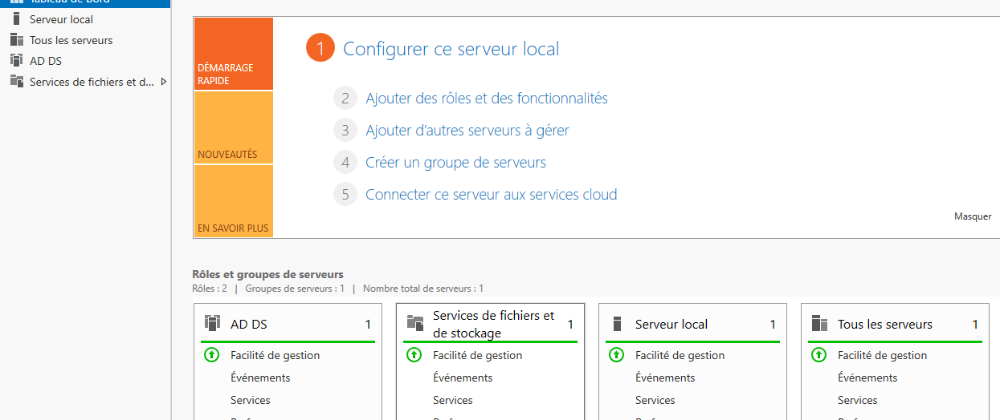 Tableau de bord
Serveur local
Tous les serveurs
AD DS
Services de fichiers et d...
DÉMARRAGE
RAPIDE
NOUVEAUTÉS
EN SAVOIR PLUS
1 Configurer ce serveur local
2 Ajouter des rôles et des fonctionnalités
3 Ajouter d’autres serveurs à gérer
4 Créer un groupe de serveurs
5 Connecter ce serveur aux services cloud
Masquer
Rôles et groupes de serveurs
Rôles : 2 | Groupes de serveurs : 1 | Nombre total de serveurs : 1
AD DS 1
Facilité de gestion
Événements
Services
Services de fichiers et
de stockage 1
Facilité de gestion
Événements
Services
Serveur local 1
Facilité de gestion
Événements
Services
Tous les serveurs 1
Facilité de gestion
Événements
Services